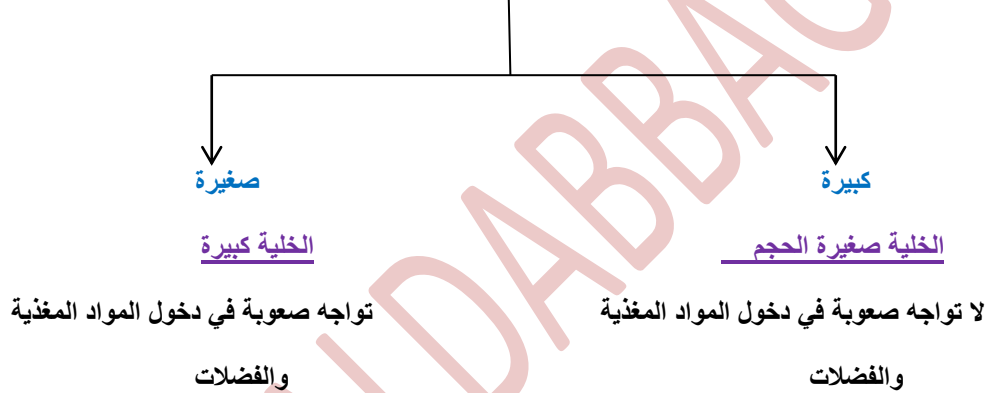 كبيرة
الخلية صغيرة الحجم
لا تواجه صعوبة في دخول المواد المغذية
والفضلات
صغيرة
الخلية كبيرة
تواجه صعوبة في دخول المواد المغذية
والفضلات